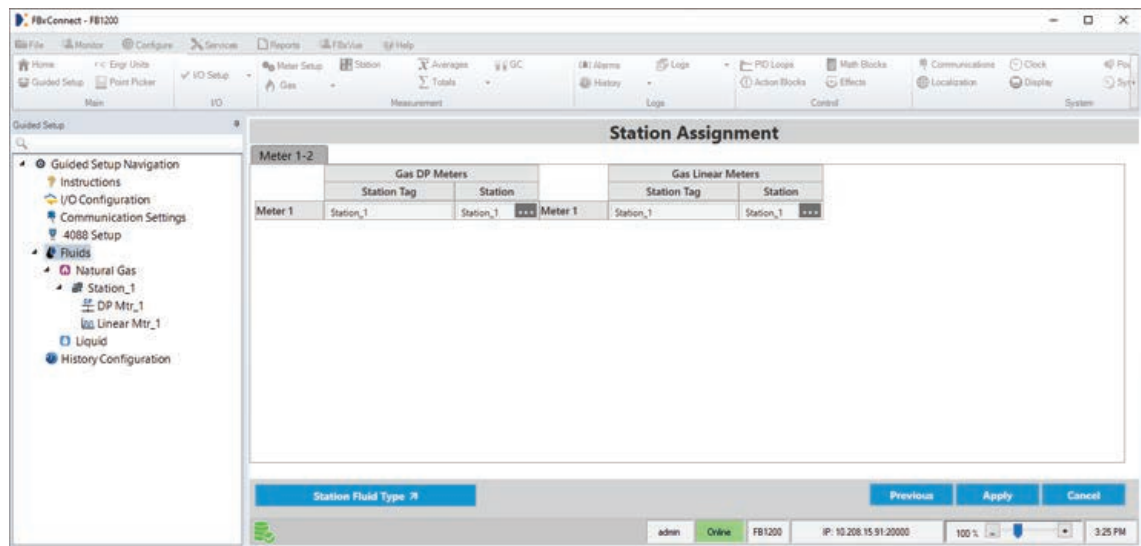 FBxConnect - FB1200
File Monitor Configure Services Reports FBxVue Help
Home Engr Units I/O Setup Meter Setup Station Averages GC Alarms Logs PID Loops Math Blocks Communications Clock
Guided Setup Point Picker Gas Totals History Action Blocks Effects Localization Display
Main I/O Measurement Logs Control System
Guided Setup
Station Assignment
Guided Setup Navigation
Instructions
I/O Configuration
Communication Settings
4088 Setup
Fluids
Natural Gas
Station_1
DP Mtr_1
Linear Mtr_1
Liquid
History Configuration
Meter 1-2
Gas DP Meters Gas Linear Meters
Station Tag Station Station Tag Station
Meter 1 Station_1 Station_1 ... Meter 1 Station_1 Station_1 ...
Station Fluid Type Previous Apply Cancel
admin Online FB1200 IP: 10.208.15.91:20000 100 % - + 3:25 PM